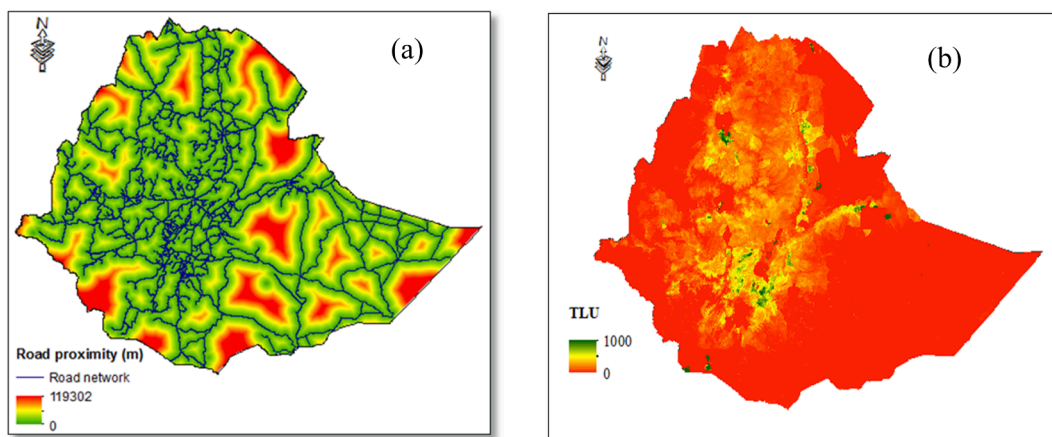 N
(a)
Road proximity (m)
Road network
119302
0
N
(b)
TLU
1000
0